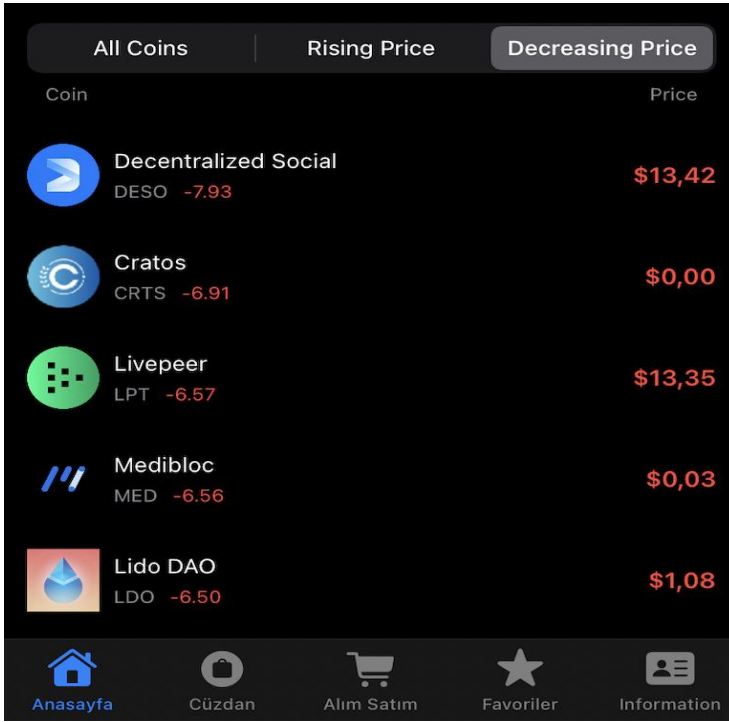 All Coins Rising Price Decreasing Price
Coin Price
Decentralized Social
DESO -7.93 $13,42
Cratos
CRTS -6.91 $0,00
Livepeer
LPT -6.57 $13,35
Medibloc
MED -6.56 $0,03
Lido DAO
LDO -6.50 $1,08
Anasayfa Cüzdan Alım Satım Favoriler Information